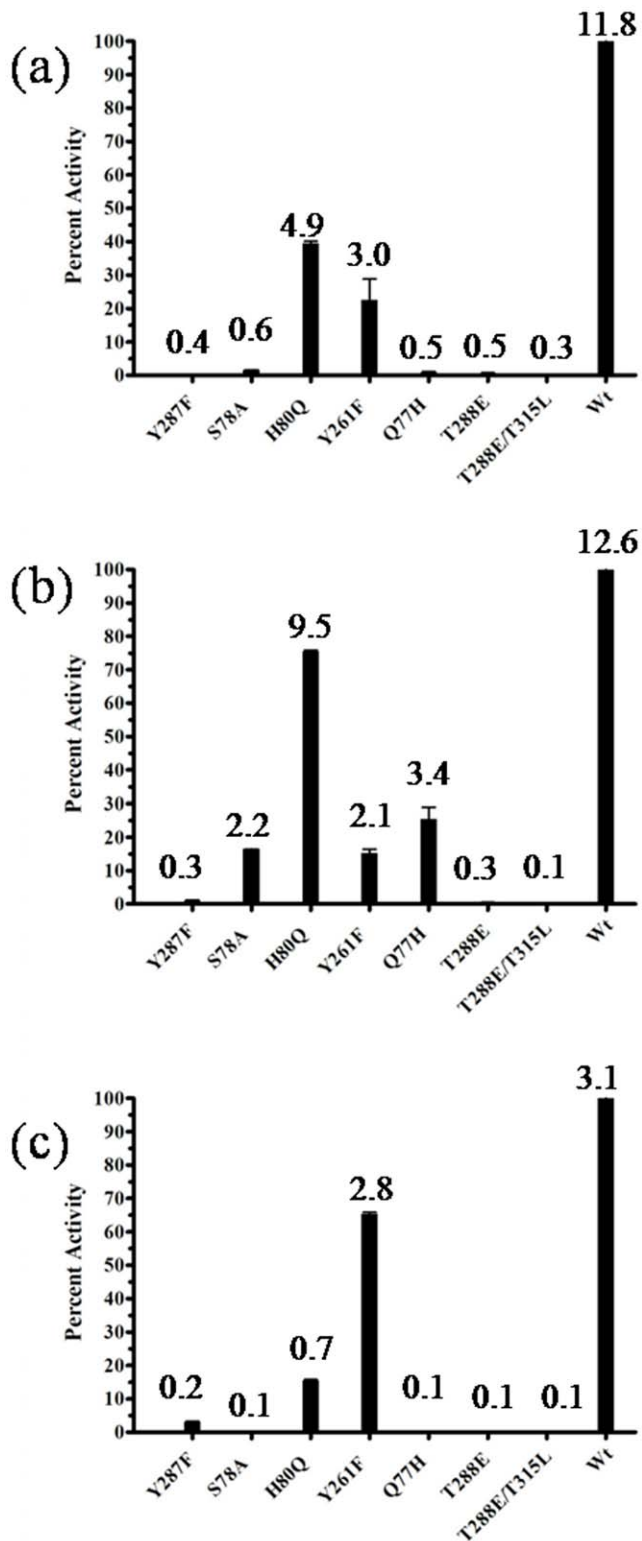 (a)
Percent Activity
100
90
80
70
60
50
40
30
20
10
0
0.4
0.6
4.9
3.0
0.5
0.5
0.3
11.8
Y287F
S78A
H80Q
Y261F
Q77H
T288E
T288E/T315L
Wt
(b)
Percent Activity
100
90
80
70
60
50
40
30
20
10
0
0.3
2.2
9.5
2.1
3.4
0.3
0.1
12.6
Y287F
S78A
H80Q
Y261F
Q77H
T288E
T288E/T315L
Wt
(c)
Percent Activity
100
90
80
70
60
50
40
30
20
10
0
0.2
0.1
0.7
2.8
0.1
0.1
0.1
3.1
Y287F
S78A
H80Q
Y261F
Q77H
T288E
T288E/T315L
Wt